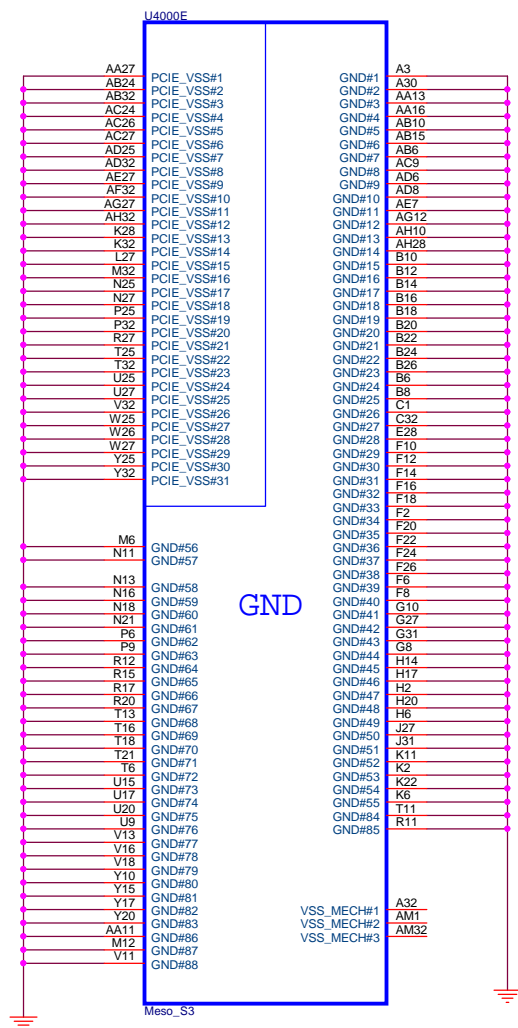 U4000E
AA27 PCIE_VSS#1 GND#1 A3
AB24 PCIE_VSS#2 GND#2 A30
AB32 PCIE_VSS#3 GND#3 AA13
AC24 PCIE_VSS#4 GND#4 AA16
AC26 PCIE_VSS#5 GND#5 AB10
AC27 PCIE_VSS#6 GND#6 AB15
AD25 PCIE_VSS#7 GND#7 AB6
AD32 PCIE_VSS#8 GND#8 AC9
AE27 PCIE_VSS#9 GND#9 AD6
AF32 PCIE_VSS#10 GND#10 AD8
AG27 PCIE_VSS#11 GND#11 AE7
AH32 PCIE_VSS#12 GND#12 AG12
K28 PCIE_VSS#13 GND#13 AH10
K32 PCIE_VSS#14 GND#14 AH28
L27 PCIE_VSS#15 GND#15 B10
M32 PCIE_VSS#16 GND#16 B12
N25 PCIE_VSS#17 GND#17 B14
N27 PCIE_VSS#18 GND#18 B16
P25 PCIE_VSS#19 GND#19 B18
P32 PCIE_VSS#20 GND#20 B20
R27 PCIE_VSS#21 GND#21 B22
T25 PCIE_VSS#22 GND#22 B24
T32 PCIE_VSS#23 GND#23 B26
U25 PCIE_VSS#24 GND#24 B6
U27 PCIE_VSS#25 GND#25 B8
V32 PCIE_VSS#26 GND#26 C1
W25 PCIE_VSS#27 GND#27 C32
W26 PCIE_VSS#28 GND#28 E28
W27 PCIE_VSS#29 GND#29 F10
Y25 PCIE_VSS#30 GND#30 F12
Y32 PCIE_VSS#31 GND#31 F14
GND#32 F16
GND#33 F18
GND#34 F2
GND#35 F20
M6 GND#56 GND#36 F22
N11 GND#57 GND#37 F24
GND#38 F26
N13 GND#58 GND#39 F6
N16 GND#59 GND#40 F8
N18 GND#60 GND#41 G10
GND
N21 GND#61 GND#42 G27
P6 GND#62 GND#43 G31
P9 GND#63 GND#44 G8
R12 GND#64 GND#45 H14
R15 GND#65 GND#46 H17
R17 GND#66 GND#47 H2
R20 GND#67 GND#48 H20
T13 GND#68 GND#49 H6
T16 GND#69 GND#50 J27
T18 GND#70 GND#51 J31
T21 GND#71 GND#52 K11
T6 GND#72 GND#53 K2
U15 GND#73 GND#54 K22
U17 GND#74 GND#55 K6
U20 GND#75 GND#84 T11
U9 GND#76 GND#85 R11
V13 GND#77
V16 GND#78
V18 GND#79
Y10 GND#80
Y15 GND#81
Y17 GND#82 VSS_MECH#1 A32
Y20 GND#83 VSS_MECH#2 AM1
AA11 GND#86 VSS_MECH#3 AM32
M12 GND#87
V11 GND#88
Meso_S3